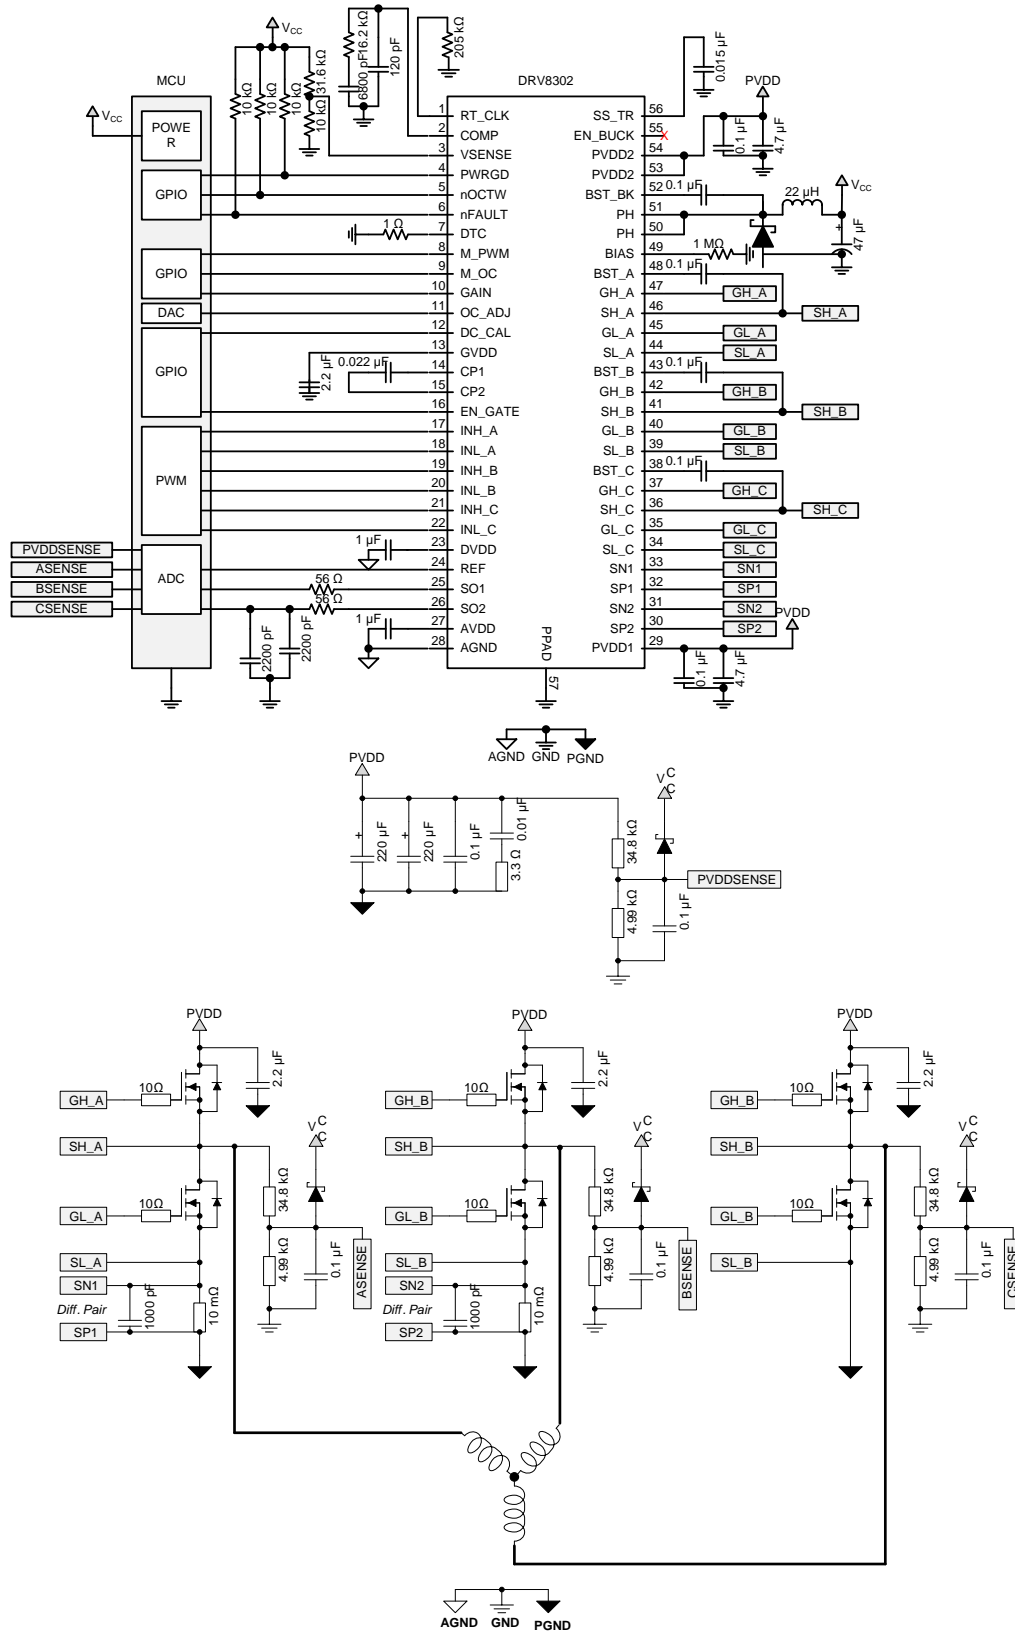 VCC
16.2 kΩ
6800 pF
120 pF
205 kΩ
0.015 µF
PVDD
MCU
31.6 kΩ
10 kΩ
10 kΩ
10 kΩ
10 kΩ
DRV8302
0.1 µF
4.7 µF
VCC
POWE
R
GPIO
GPIO
DAC
GPIO
PWM
ADC
1 RT_CLK
2 COMP
3 VSENSE
4 PWRGD
5 nOCTW
6 nFAULT
1 Ω
7 DTC
8 M_PWM
9 M_OC
10 GAIN
11 OC_ADJ
12 DC_CAL
13 GVDD
2.2 µF
0.022 µF
14 CP1
15 CP2
16 EN_GATE
17 INH_A
18 INL_A
19 INH_B
20 INL_B
21 INH_C
22 INL_C
1 µF
23 DVDD
24 REF
56 Ω
25 SO1
56 Ω
26 SO2
1 µF
27 AVDD
28 AGND
2200 pF
2200 pF
PVDDSENSE
ASENSE
BSENSE
CSENSE
SS_TR 56
EN_BUCK 55
X
PVDD2 54
PVDD2 53
BST_BK 52 0.1 µF
PH 51
22 µH
VCC
PH 50
47 µF
+
BIAS 49 1 MΩ
BST_A 48 0.1 µF
GH_A 47 GH_A
SH_A 46 SH_A
GL_A 45 GL_A
SL_A 44 SL_A
BST_B 43 0.1 µF
GH_B 42 GH_B
SH_B 41 SH_B
GL_B 40 GL_B
SL_B 39 SL_B
BST_C 38 0.1 µF
GH_C 37 GH_C
SH_C 36 SH_C
GL_C 35 GL_C
SL_C 34 SL_C
SN1 33 SN1
SP1 32 SP1
SN2 31 SN2
SP2 30 SP2
PVDD
PVDD1 29
0.1 µF
4.7 µF
PPAD
57
AGND GND PGND
PVDD
+
220 µF
+
220 µF
0.1 µF
0.01 µF
3.3 Ω
34.8 kΩ
4.99 kΩ
VCC
0.1 µF
PVDDSENSE
PVDD
2.2 µF
GH_A
10Ω
SH_A
GL_A
10Ω
SL_A
SN1
Diff. Pair
SP1
1000 pF
10 mΩ
34.8 kΩ
4.99 kΩ
VCC
0.1 µF
ASENSE
PVDD
2.2 µF
GH_B
10Ω
SH_B
GL_B
10Ω
SL_B
SN2
Diff. Pair
SP2
1000 pF
10 mΩ
34.8 kΩ
4.99 kΩ
VCC
0.1 µF
BSENSE
PVDD
2.2 µF
GH_B
10Ω
SH_B
GL_B
10Ω
SL_B
34.8 kΩ
4.99 kΩ
VCC
0.1 µF
CSENSE
AGND GND PGND